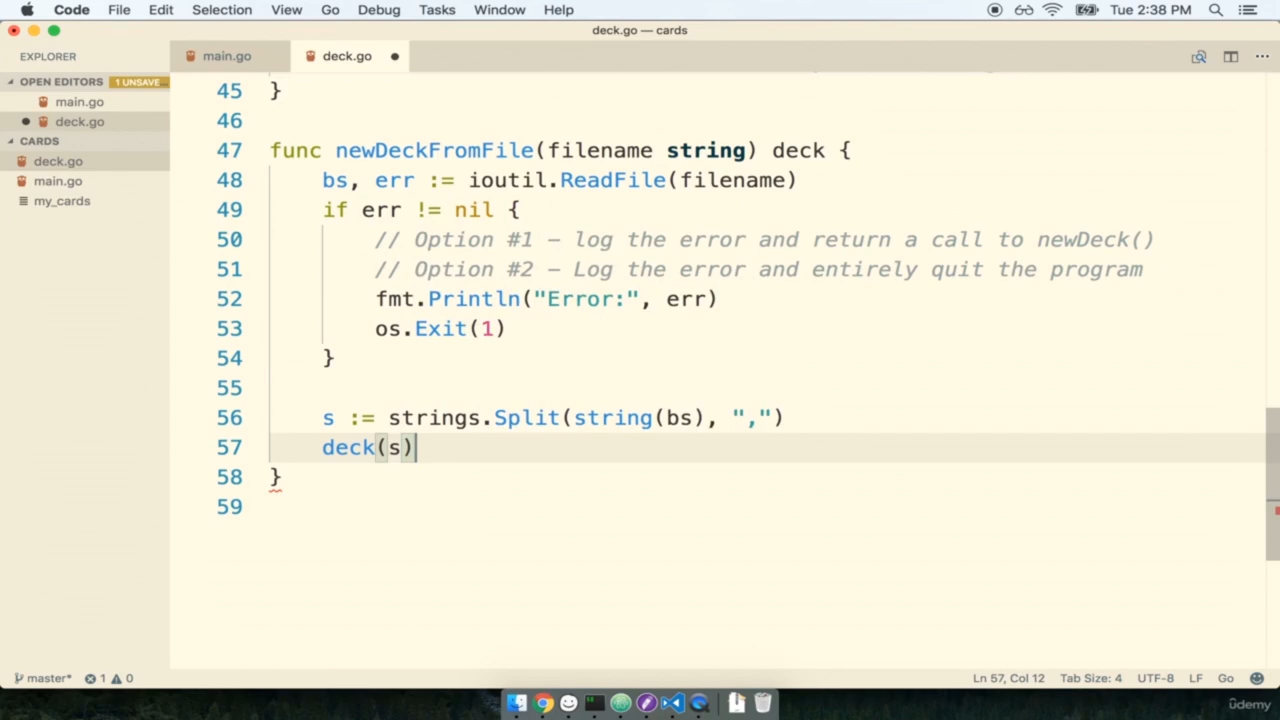 Code File Edit Selection View Go Debug Tasks Window Help Tue 2:38 PM
deck.go — cards
EXPLORER main.go deck.go
OPEN EDITORS 1 UNSAVE...
main.go
deck.go
CARDS
deck.go
main.go
my_cards
45 }
46
47 func newDeckFromFile(filename string) deck {
48 bs, err := ioutil.ReadFile(filename)
49 if err != nil {
50 // Option #1 – log the error and return a call to newDeck()
51 // Option #2 – Log the error and entirely quit the program
52 fmt.Println("Error:", err)
53 os.Exit(1)
54 }
55
56 s := strings.Split(string(bs), ",")
57 deck(s)
58 }
59
master* 1 0 Ln 57, Col 12 Tab Size: 4 UTF-8 LF Go
ûdemy